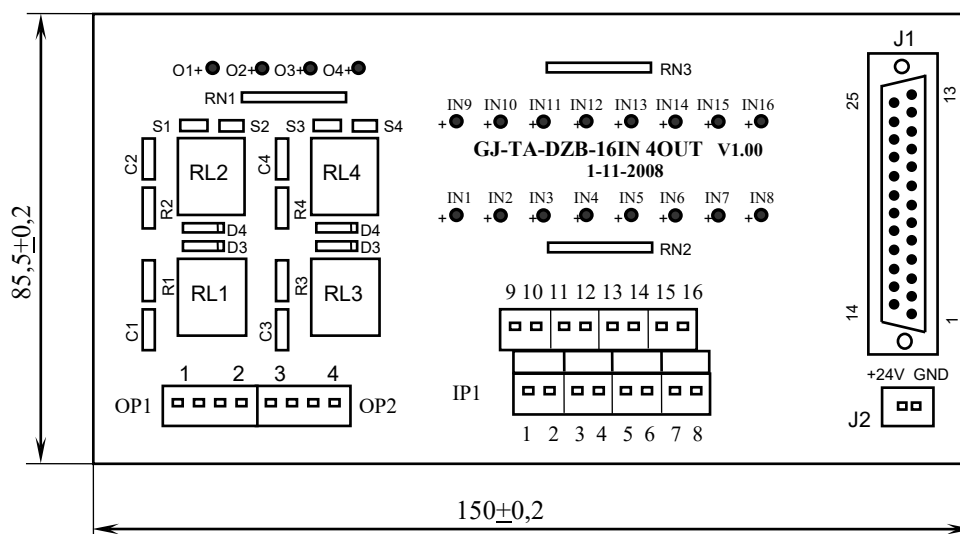 J1
O1+ O2+ O3+ O4+
RN3
RN1
25
13
IN9 IN10 IN11 IN12 IN13 IN14 IN15 IN16
+ + + + + + + +
S1 S2 S3 S4
GJ-TA-DZB-16IN 4OUT V1.00
1-11-2008
C2
RL2
C4
RL4
R2
R4
IN1 IN2 IN3 IN4 IN5 IN6 IN7 IN8
+ + + + + + + +
D4 D4
D3 D3
RN2
85,5±0,2
R1
RL1
R3
RL3
9 10 11 12 13 14 15 16
C1
C3
14
1
+24V GND
1 2 3 4
OP1
OP2
IP1
J2
1 2 3 4 5 6 7 8
150±0,2